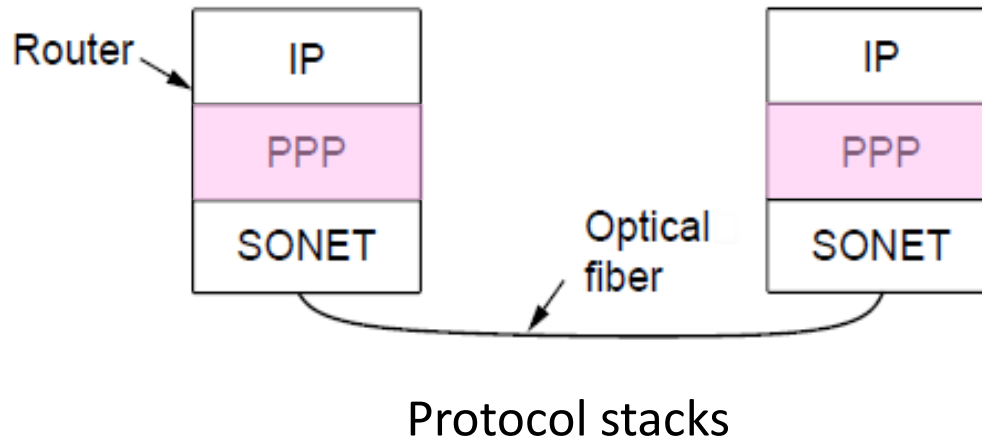 Router
IP
PPP
SONET
Optical
fiber
IP
PPP
SONET
Protocol stacks